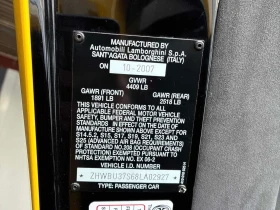 MANUFACTURED BY
Automobili Lamborghini S.p.A.
SANT'AGATA BOLOGNESE (ITALY)
ON 10-2007
GVWR
4409 LB
GAWR (FRONT) GAWR (REAR)
1891 LB 2518 LB
THIS VEHICLE CONFORMS TO ALL
APPLICABLE FEDERAL MOTOR VEHICLE
SAFETY, BUMPER AND THEFT PREVENTION
STANDARDS IN EFFECT ON THE DATE OF
MANUFACTURE SHOWN ABOVE EXCEPT FOR
S14.5.2, S15, S17, S19, S21, S23 AND
S25 (ADVANCED AIR BAG REQUIREMENTS)
OF STANDARD NO.208 (OCCUPANT CRASH
PROTECTION) EXEMPTED PURSUANT TO
NHTSA EXEMPTION NO. EX 06-2
VEHICLE I.D. NUMBER
ZHWBU37S68LA02927
TYPE: PASSENGER CAR